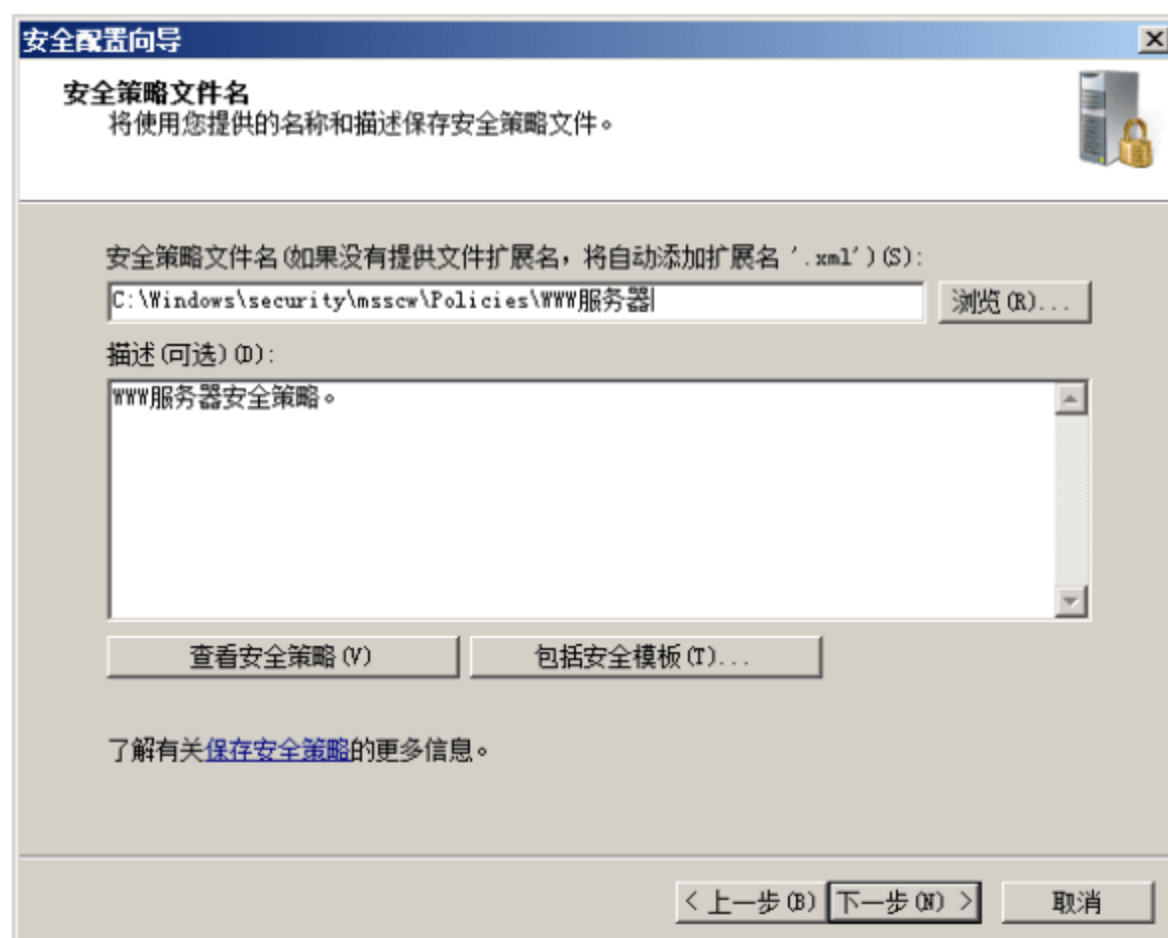 安全配置向导
安全策略文件名
将使用您提供的名称和描述保存安全策略文件。
安全策略文件名(如果没有提供文件扩展名，将自动添加扩展名 '.xml')(S):
C:\Windows\security\msscw\Policies\WWW服务器
浏览(R)...
描述(可选)(D):
WWW服务器安全策略。
查看安全策略(V)
包括安全模板(T)...
了解有关保存安全策略的更多信息。
< 上一步(B)
下一步(N) >
取消